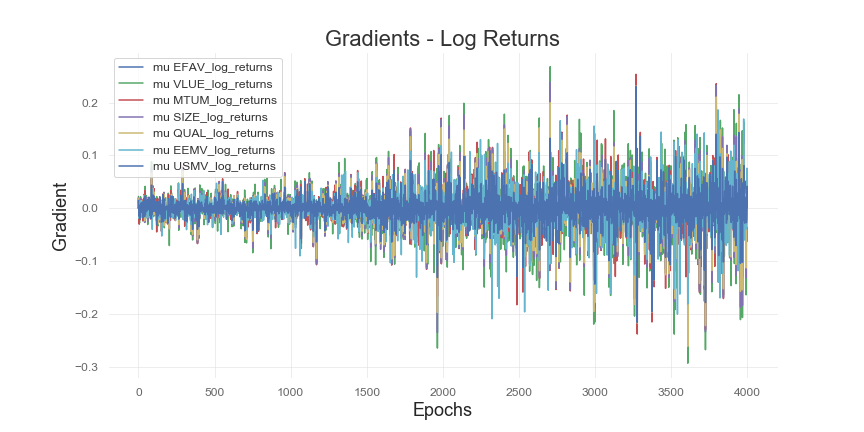 Gradients - Log Returns
mu EFAV_log_returns
mu VLUE_log_returns
mu MTUM_log_returns
mu SIZE_log_returns
mu QUAL_log_returns
mu EEMV_log_returns
mu USMV_log_returns
0.2
0.1
0.0
−0.1
−0.2
−0.3
Gradient
0 500 1000 1500 2000 2500 3000 3500 4000
Epochs